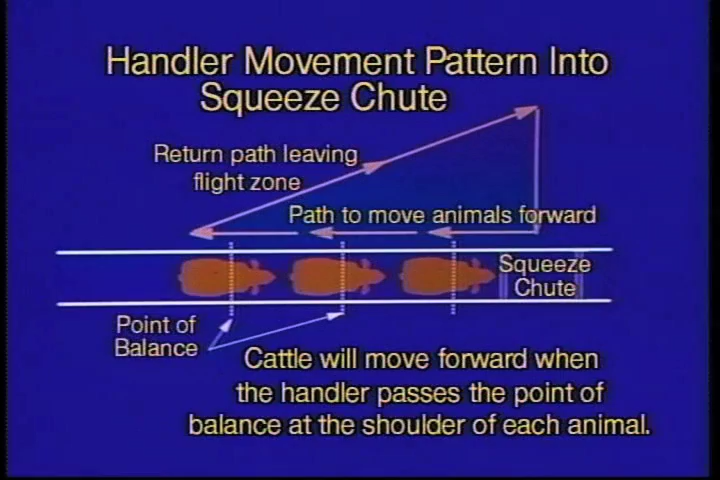 Handler Movement Pattern Into
Squeeze Chute
Return path leaving
flight zone
Path to move animals forward
Squeeze
Chute
Point of
Balance
Cattle will move forward when
the handler passes the point of
balance at the shoulder of each animal.